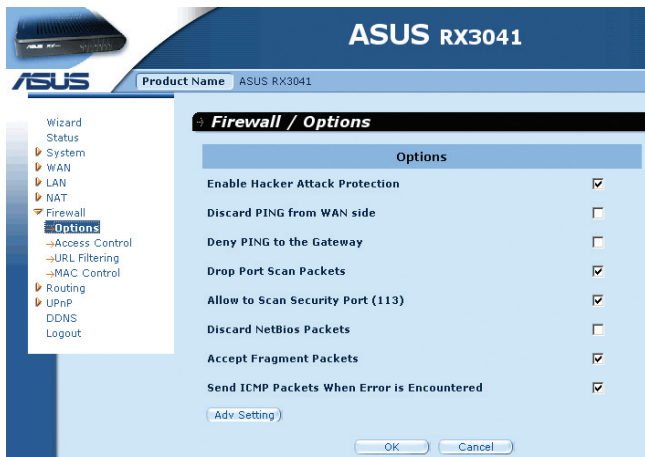 ASUS RX3041
ASUS
Product Name ASUS RX3041
Wizard
Status
System
WAN
LAN
NAT
Firewall
Options
Access Control
URL Filtering
MAC Control
Routing
UPnP
DDNS
Logout
Firewall / Options
Options
Enable Hacker Attack Protection
Discard PING from WAN side
Deny PING to the Gateway
Drop Port Scan Packets
Allow to Scan Security Port (113)
Discard NetBios Packets
Accept Fragment Packets
Send ICMP Packets When Error is Encountered
Adv Setting
OK Cancel